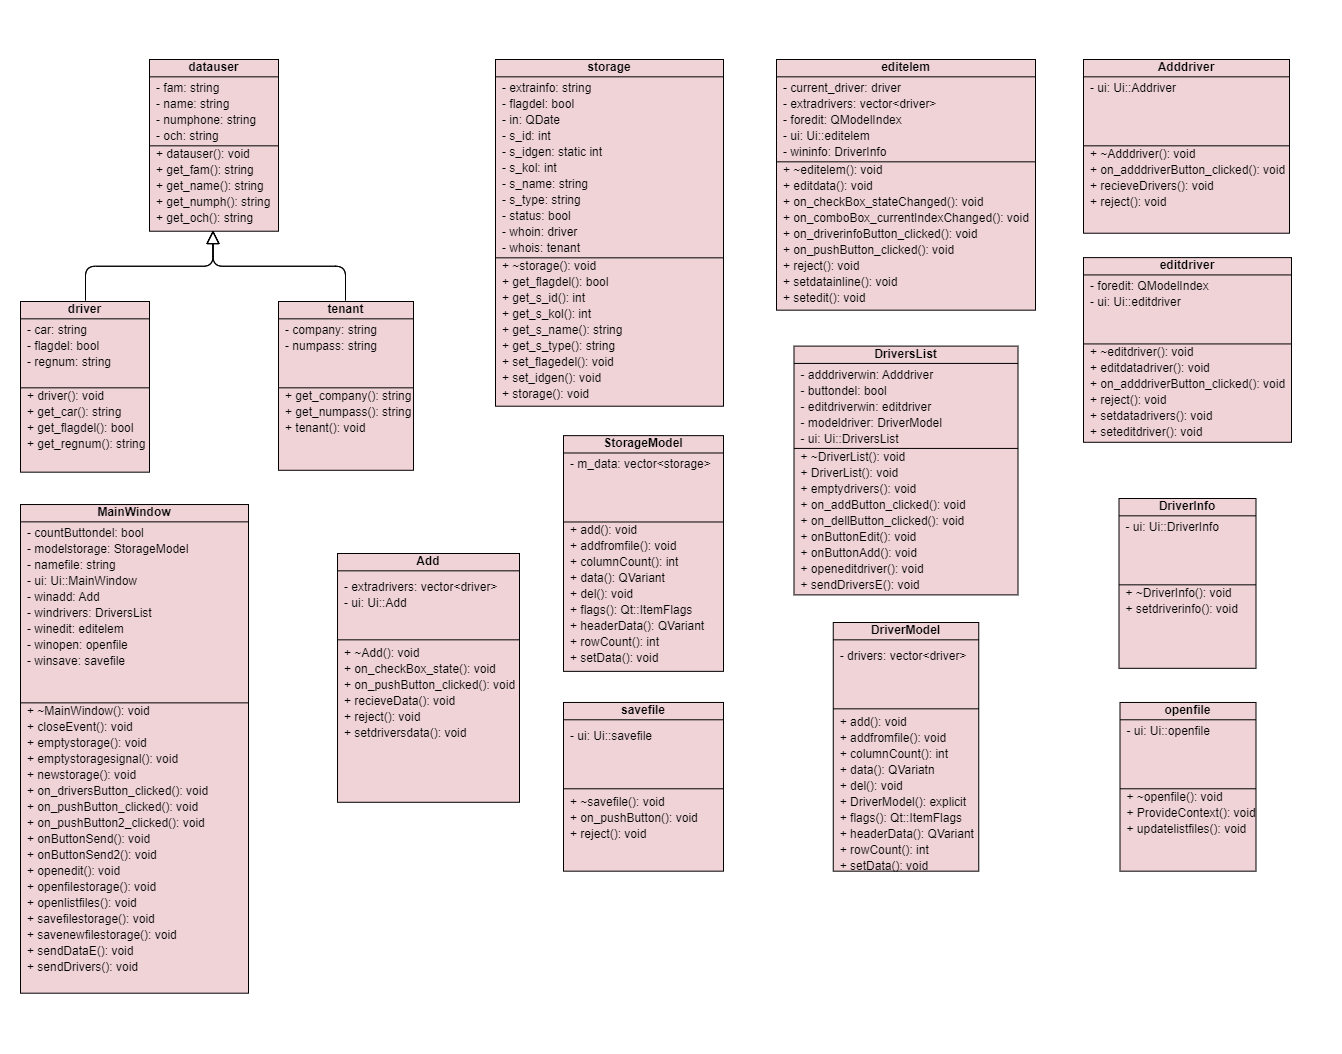 datauser
- fam: string
- name: string
- numphone: string
- och: string
+ datauser(): void
+ get_fam(): string
+ get_name(): string
+ get_numph(): string
+ get_och(): string
driver
- car: string
- flagdel: bool
- regnum: string
+ driver(): void
+ get_car(): string
+ get_flagdel(): bool
+ get_regnum(): string
tenant
- company: string
- numpass: string
+ get_company(): string
+ get_numpass(): string
+ tenant(): void
storage
- extrainfo: string
- flagdel: bool
- in: QDate
- s_id: int
- s_idgen: static int
- s_kol: int
- s_name: string
- s_type: string
- status: bool
- whoin: driver
- whois: tenant
+ ~storage(): void
+ get_flagdel(): bool
+ get_s_id(): int
+ get_s_kol(): int
+ get_s_name(): string
+ get_s_type(): string
+ set_flagedel(): void
+ set_idgen(): void
+ storage(): void
editelem
- current_driver: driver
- extradrivers: vector<driver>
- foredit: QModelIndex
- ui: Ui::editelem
- wininfo: DriverInfo
+ ~editelem(): void
+ editdata(): void
+ on_checkBox_stateChanged(): void
+ on_comboBox_currentIndexChanged(): void
+ on_driverinfoButton_clicked(): void
+ on_pushButton_clicked(): void
+ reject(): void
+ setdatainline(): void
+ setedit(): void
Adddriver
- ui: Ui::Addriver
+ ~Adddriver(): void
+ on_adddriverButton_clicked(): void
+ recieveDrivers(): void
+ reject(): void
editdriver
- foredit: QModelIndex
- ui: Ui::editdriver
+ ~editdriver(): void
+ editdatadriver(): void
+ on_adddriverButton_clicked(): void
+ reject(): void
+ setdatadrivers(): void
+ seteditdriver(): void
DriversList
- adddriverwin: Adddriver
- buttondel: bool
- editdriverwin: editdriver
- modeldriver: DriverModel
- ui: Ui::DriversList
+ ~DriverList(): void
+ DriverList(): void
+ emptydrivers(): void
+ on_addButton_clicked(): void
+ on_dellButton_clicked(): void
+ onButtonEdit(): void
+ onButtonAdd(): void
+ openeditdriver(): void
+ sendDriversE(): void
StorageModel
- m_data: vector<storage>
+ add(): void
+ addfromfile(): void
+ columnCount(): int
+ data(): QVariant
+ del(): void
+ flags(): Qt::ItemFlags
+ headerData(): QVariant
+ rowCount(): int
+ setData(): void
MainWindow
- countButtondel: bool
- modelstorage: StorageModel
- namefile: string
- ui: Ui::MainWindow
- winadd: Add
- windrivers: DriversList
- winedit: editelem
- winopen: openfile
- winsave: savefile
+ ~MainWindow(): void
+ closeEvent(): void
+ emptystorage(): void
+ emptystoragesignal(): void
+ newstorage(): void
+ on_driversButton_clicked(): void
+ on_pushButton_clicked(): void
+ on_pushButton2_clicked(): void
+ onButtonSend(): void
+ onButtonSend2(): void
+ openedit(): void
+ openfilestorage(): void
+ openlistfiles(): void
+ savefilestorage(): void
+ savenewfilestorage(): void
+ sendDataE(): void
+ sendDrivers(): void
Add
- extradrivers: vector<driver>
- ui: Ui::Add
+ ~Add(): void
+ on_checkBox_state(): void
+ on_pushButton_clicked(): void
+ recieveData(): void
+ reject(): void
+ setdriversdata(): void
savefile
- ui: Ui::savefile
+ ~savefile(): void
+ on_pushButton(): void
+ reject(): void
DriverModel
- drivers: vector<driver>
+ add(): void
+ addfromfile(): void
+ columnCount(): int
+ data(): QVariatn
+ del(): void
+ DriverModel(): explicit
+ flags(): Qt::ItemFlags
+ headerData(): QVariant
+ rowCount(): int
+ setData(): void
DriverInfo
- ui: Ui::DriverInfo
+ ~DriverInfo(): void
+ setdriverinfo(): void
openfile
- ui: Ui::openfile
+ ~openfile(): void
+ ProvideContext(): void
+ updatelistfiles(): void